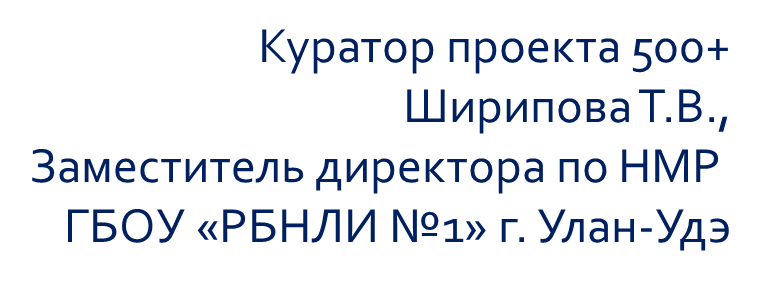 Куратор проекта 500+
Ширипова Т.В.,
Заместитель директора по НМР
ГБОУ «РБНЛИ №1» г. Улан-Удэ